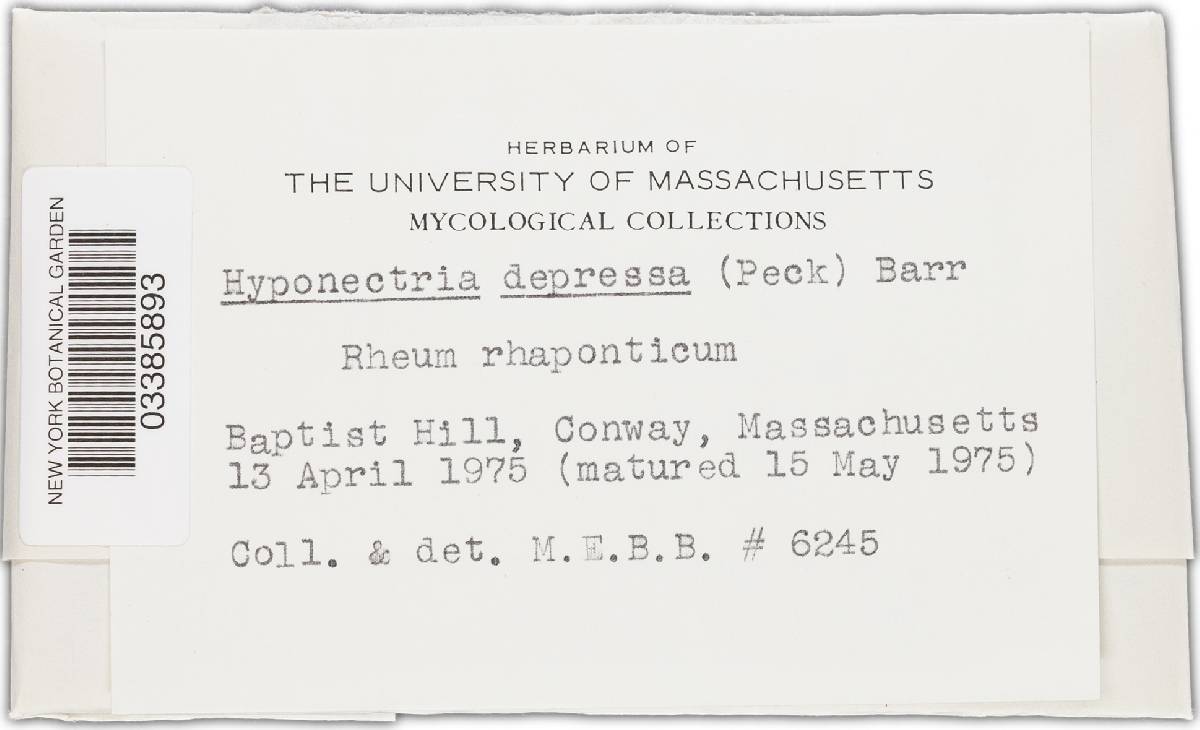 HERBARIUM OF
THE UNIVERSITY OF MASSACHUSETTS
MYCOLOGICAL COLLECTIONS
Hyponectria depressa (Peck) Barr
Rheum rhaponticum
Baptist Hill, Conway, Massachusetts
13 April 1975 (matured 15 May 1975)
Coll. & det. M.E.B.B. # 6245
NEW YORK BOTANICAL GARDEN
03385893